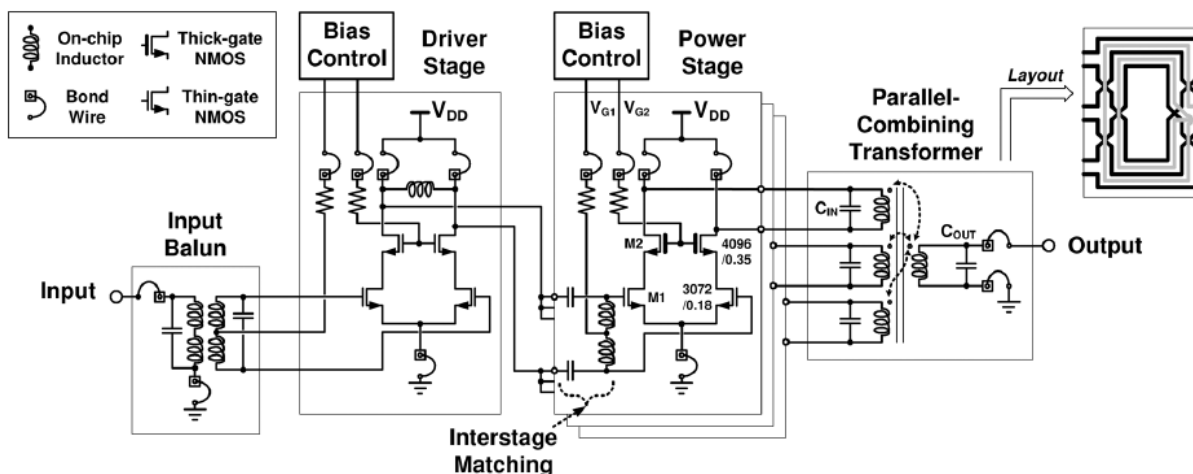 On-chip
Inductor
Thick-gate
NMOS
Bond
Wire
Thin-gate
NMOS
Bias
Control
Driver
Stage
Bias
Control
Power
Stage
V_DD
V_G1
V_G2
V_DD
Layout
Parallel-
Combining
Transformer
Input
Balun
Input
M2
4096
/0.35
M1
3072
/0.18
C_IN
C_OUT
Output
Interstage
Matching